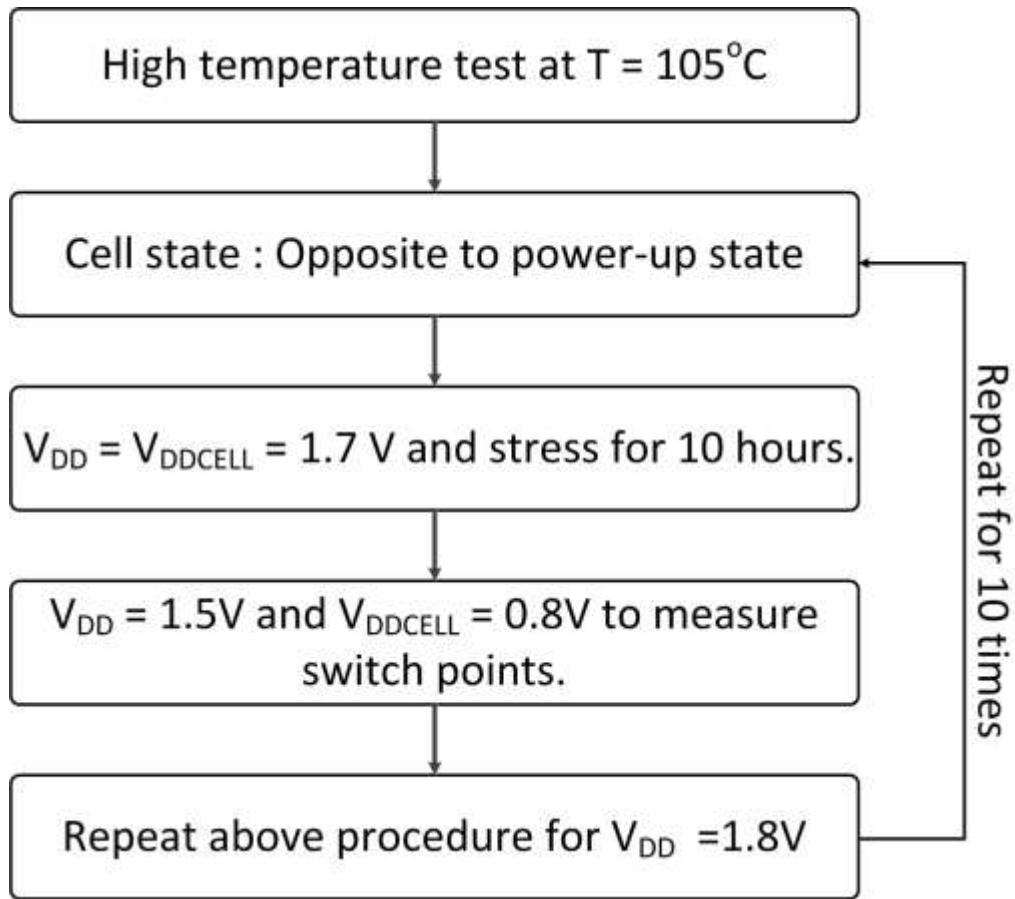 High temperature test at T = 105°C
Cell state : Opposite to power-up state
V_DD = V_DDCELL = 1.7 V and stress for 10 hours.
V_DD = 1.5V and V_DDCELL = 0.8V to measure
switch points.
Repeat above procedure for V_DD =1.8V
Repeat for 10 times